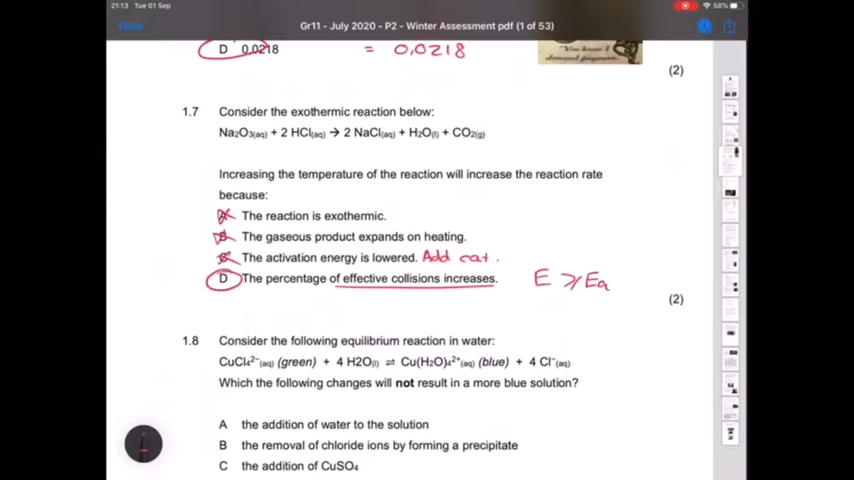 21:13 Tue 01 Sep
58%
Done
Gr11 - July 2020 - P2 - Winter Assessment pdf (1 of 53)
D 0,0218 = 0,0218
(2)
1.7 Consider the exothermic reaction below:
Na2O3(aq) + 2 HCl(aq) → 2 NaCl(aq) + H2O(l) + CO2(g)
Increasing the temperature of the reaction will increase the reaction rate
because:
A The reaction is exothermic.
B The gaseous product expands on heating.
C The activation energy is lowered. Add cat.
D The percentage of effective collisions increases. E ≥ Ea
(2)
1.8 Consider the following equilibrium reaction in water:
CuCl₄²⁻(aq) (green) + 4 H2O(l) ⇌ Cu(H₂O)₄²⁺(aq) (blue) + 4 Cl⁻(aq)
Which the following changes will not result in a more blue solution?
A the addition of water to the solution
B the removal of chloride ions by forming a precipitate
C the addition of CuSO4